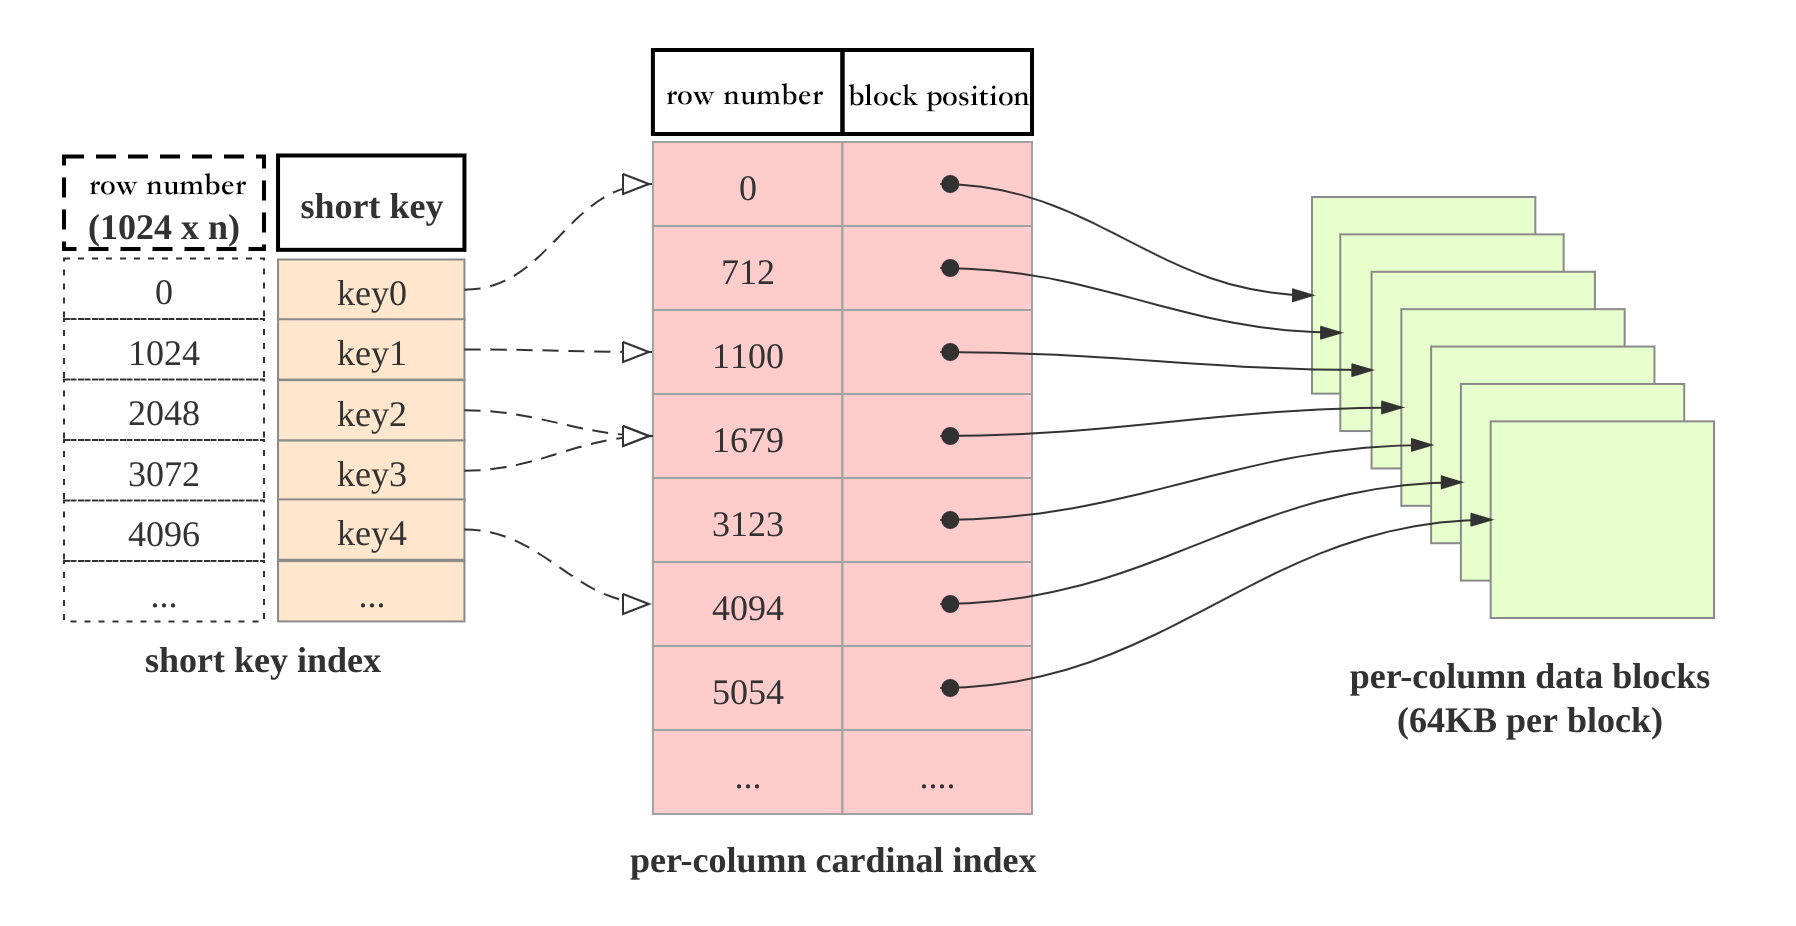 row number
(1024 x n)
short key
0
key0
1024
key1
2048
key2
3072
key3
4096
key4
...
...
short key index
row number
block position
0
712
1100
1679
3123
4094
5054
...
....
per-column cardinal index
per-column data blocks
(64KB per block)